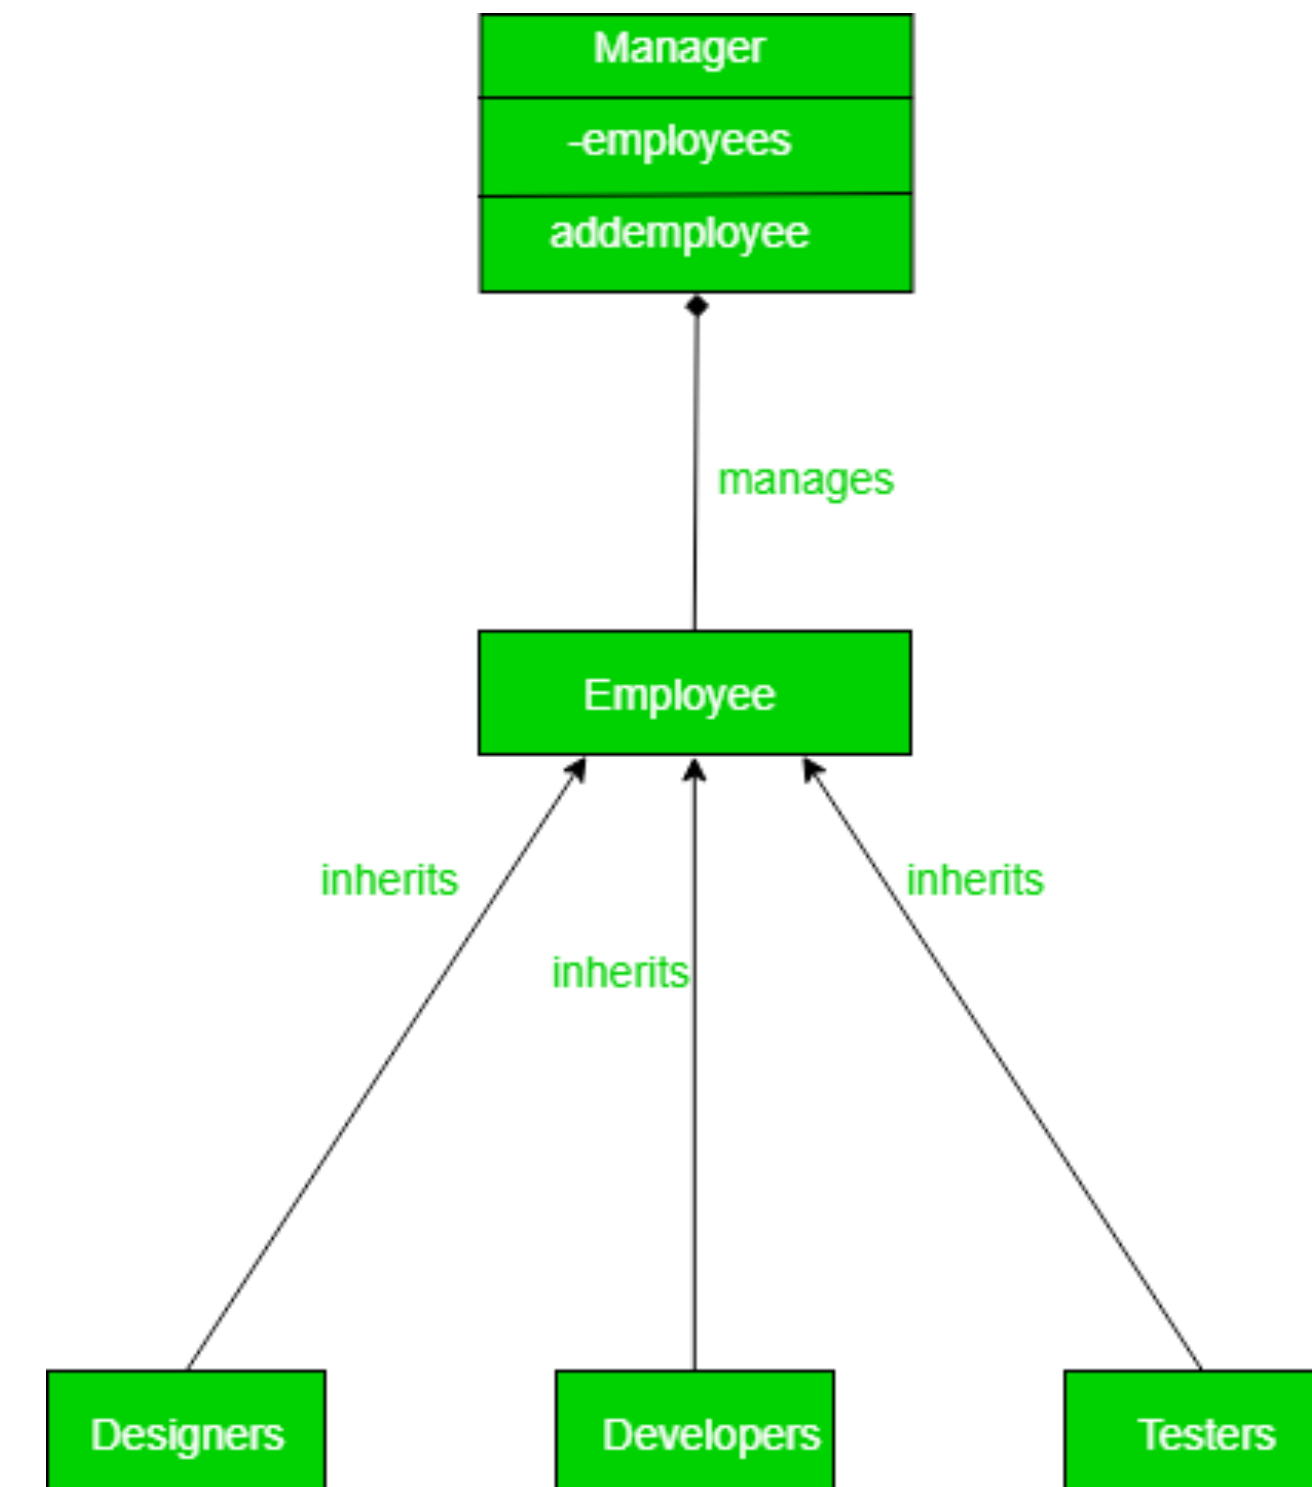 Manager
-employees
addemployee
manages
Employee
inherits
inherits
inherits
Designers
Developers
Testers